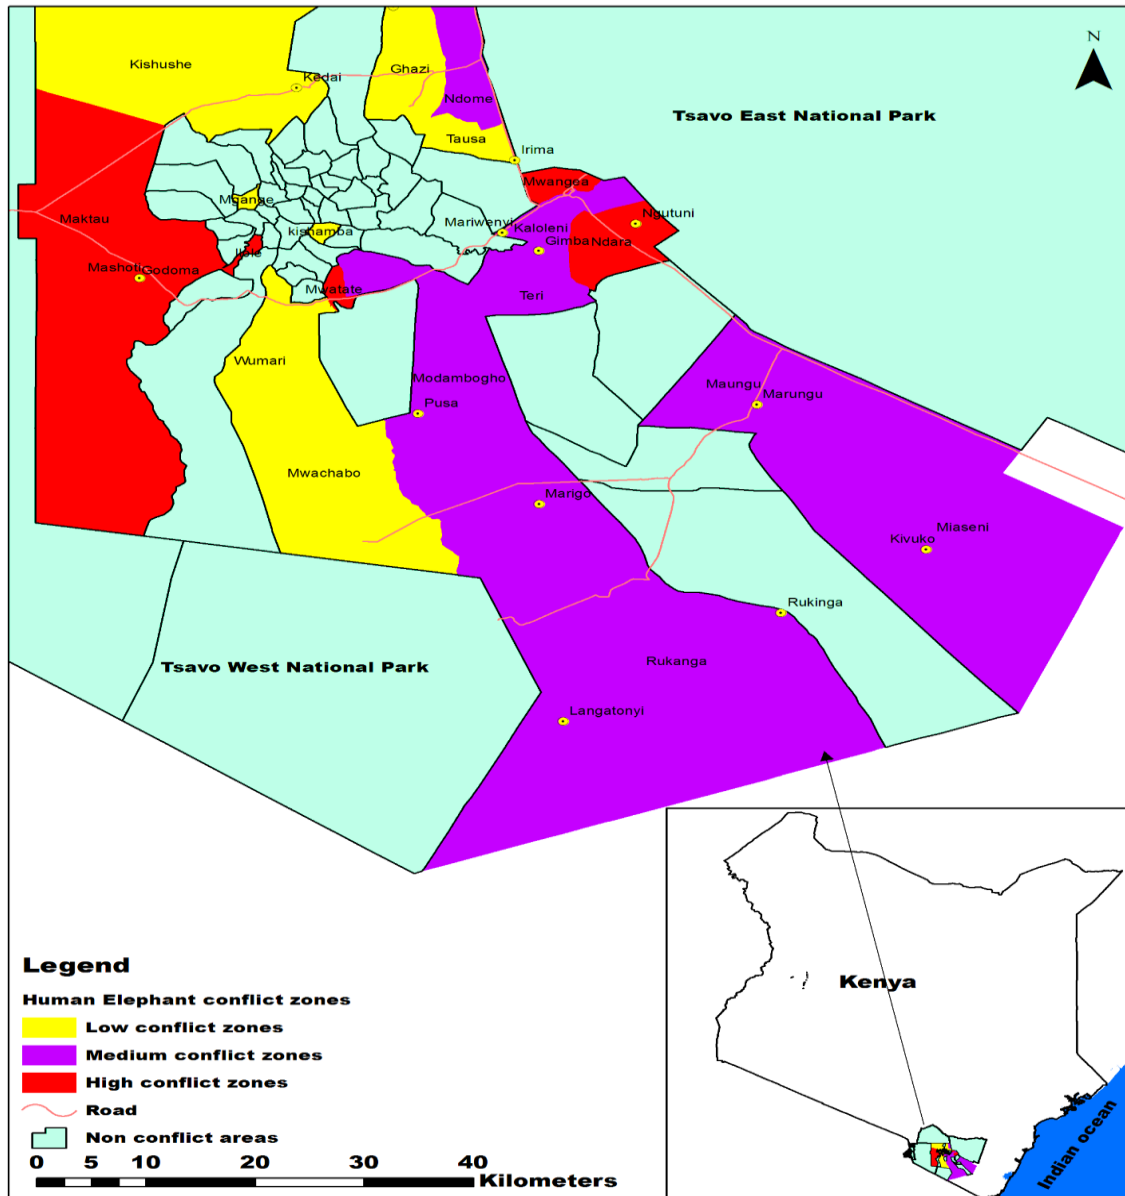 N
Kishushe
Ghazi
Kedai
Ndome
Tsavo East National Park
Tausa
Irima
Mwangea
Mgange
Maktau
Mariwenyi
Kaloleni
Ngutuni
kishamba
Gimba
Ndara
Ilole
Mashoti
Godoma
Mwatate
Teri
Wumari
Modambogho
Maungu
Marungu
Pusa
Mwachabo
Marigo
Miaseni
Kivuko
Rukinga
Tsavo West National Park
Rukanga
Langatonyi
Legend
Human Elephant conflict zones
Low conflict zones
Medium conflict zones
High conflict zones
Road
Non conflict areas
0 5 10 20 30 40
Kilometers
Kenya
Indian ocean